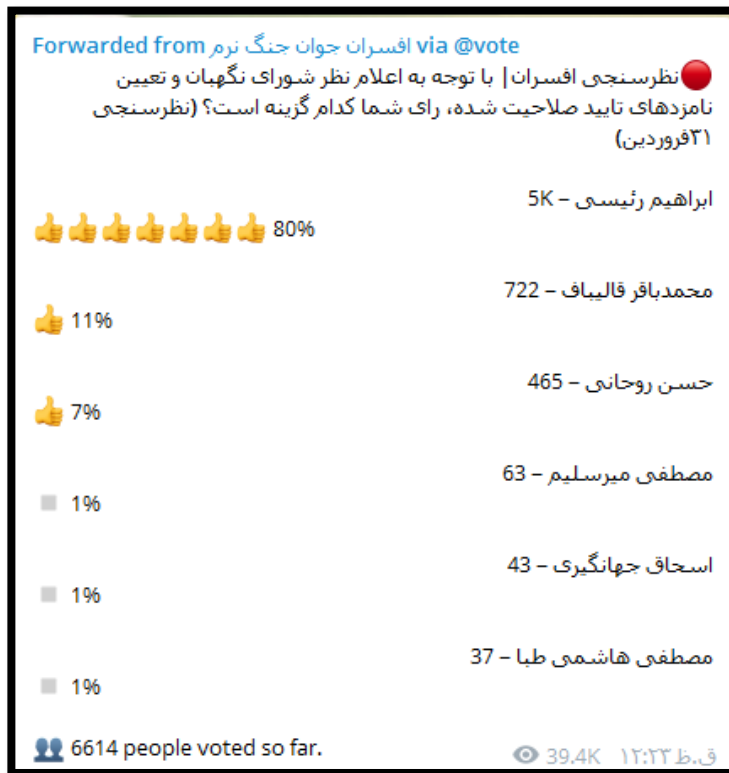 Forwarded from افسران جوان جنگ نرم via @vote
🔴نظرسنجی افسران| با توجه به اعلام نظر شورای نگهبان و تعیین
نامزدهای تایید صلاحیت شده، رای شما کدام گزینه است؟ (نظرسنجی
۳۱فروردین)
ابراهیم رئیسی – 5K
👍👍👍👍👍👍👍 80%
محمدباقر قالیباف – 722
👍 11%
حسن روحانی – 465
👍 7%
مصطفی میرسلیم – 63
▫️ 1%
اسحاق جهانگیری – 43
▫️ 1%
مصطفی هاشمی طبا – 37
▫️ 1%
👥 6614 people voted so far.
39.4K ۱۲:۲۳ ق.ظ